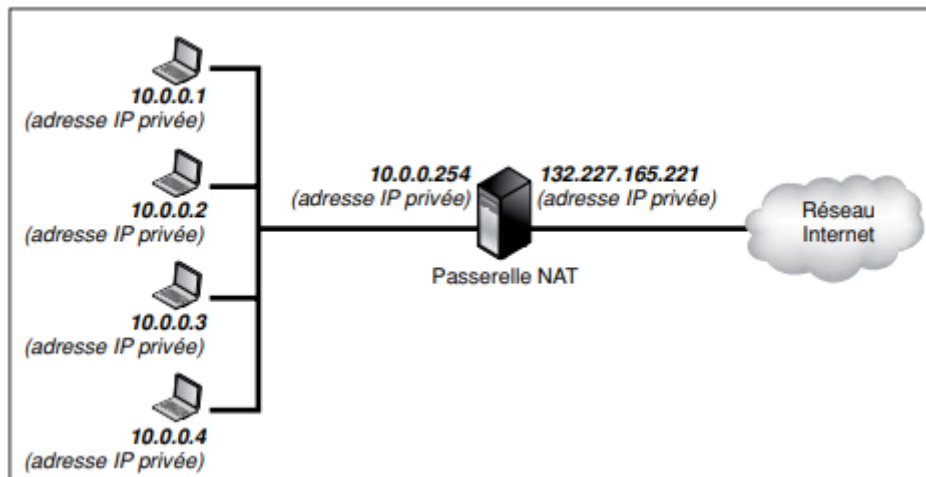 10.0.0.1
(adresse IP privée)
10.0.0.2
(adresse IP privée)
10.0.0.3
(adresse IP privée)
10.0.0.4
(adresse IP privée)
10.0.0.254
(adresse IP privée)
132.227.165.221
(adresse IP privée)
Passerelle NAT
Réseau
Internet